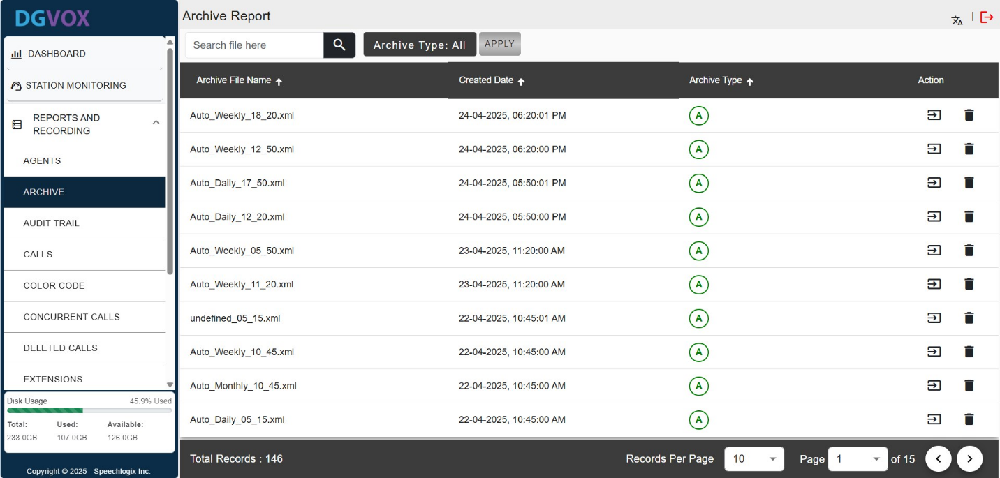 DGVOX
DASHBOARD
STATION MONITORING
REPORTS AND
RECORDING
AGENTS
ARCHIVE
AUDIT TRAIL
CALLS
COLOR CODE
CONCURRENT CALLS
DELETED CALLS
EXTENSIONS
Disk Usage 45.9% Used
Total: Used: Available:
233.0GB 107.0GB 126.0GB
Copyright © 2025 - Speechlogix Inc.
Archive Report
Search file here Archive Type: All APPLY
Archive File Name Created Date Archive Type Action
Auto_Weekly_18_20.xml 24-04-2025, 06:20:01 PM A
Auto_Weekly_12_50.xml 24-04-2025, 06:20:00 PM A
Auto_Daily_17_50.xml 24-04-2025, 05:50:01 PM A
Auto_Daily_12_20.xml 24-04-2025, 05:50:00 PM A
Auto_Weekly_05_50.xml 23-04-2025, 11:20:00 AM A
Auto_Weekly_11_20.xml 23-04-2025, 11:20:00 AM A
undefined_05_15.xml 22-04-2025, 10:45:01 AM A
Auto_Weekly_10_45.xml 22-04-2025, 10:45:00 AM A
Auto_Monthly_10_45.xml 22-04-2025, 10:45:00 AM A
Auto_Daily_05_15.xml 22-04-2025, 10:45:00 AM A
Total Records : 146 Records Per Page 10 Page 1 of 15